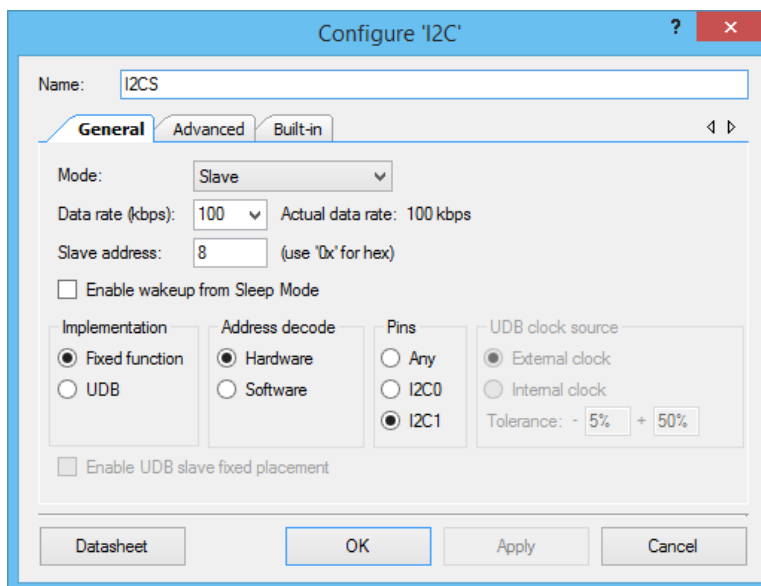 Configure 'I2C'
?
Name: I2CS
General Advanced Built-in
Mode: Slave
Data rate (kbps): 100 Actual data rate: 100 kbps
Slave address: 8 (use '0x' for hex)
Enable wakeup from Sleep Mode
Implementation Address decode Pins UDB clock source
Fixed function Hardware Any External clock
UDB Software I2C0 Internal clock
I2C1 Tolerance: - 5% + 50%
Enable UDB slave fixed placement
Datasheet OK Apply Cancel